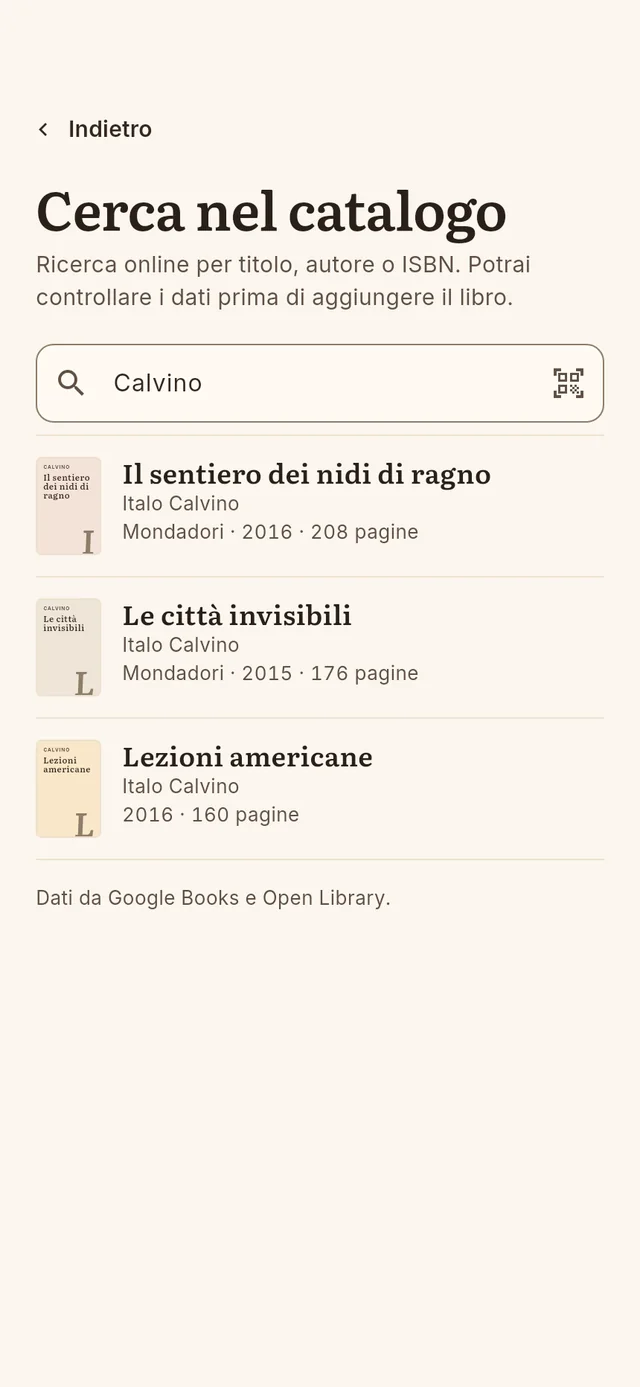 Indietro
Cerca nel catalogo
Ricerca online per titolo, autore o ISBN. Potrai
controllare i dati prima di aggiungere il libro.
Calvino
CALVINO
Il sentiero
dei nidi di
ragno
I
Il sentiero dei nidi di ragno
Italo Calvino
Mondadori · 2016 · 208 pagine
CALVINO
Le città
invisibili
L
Le città invisibili
Italo Calvino
Mondadori · 2015 · 176 pagine
CALVINO
Lezioni
americane
L
Lezioni americane
Italo Calvino
2016 · 160 pagine
Dati da Google Books e Open Library.